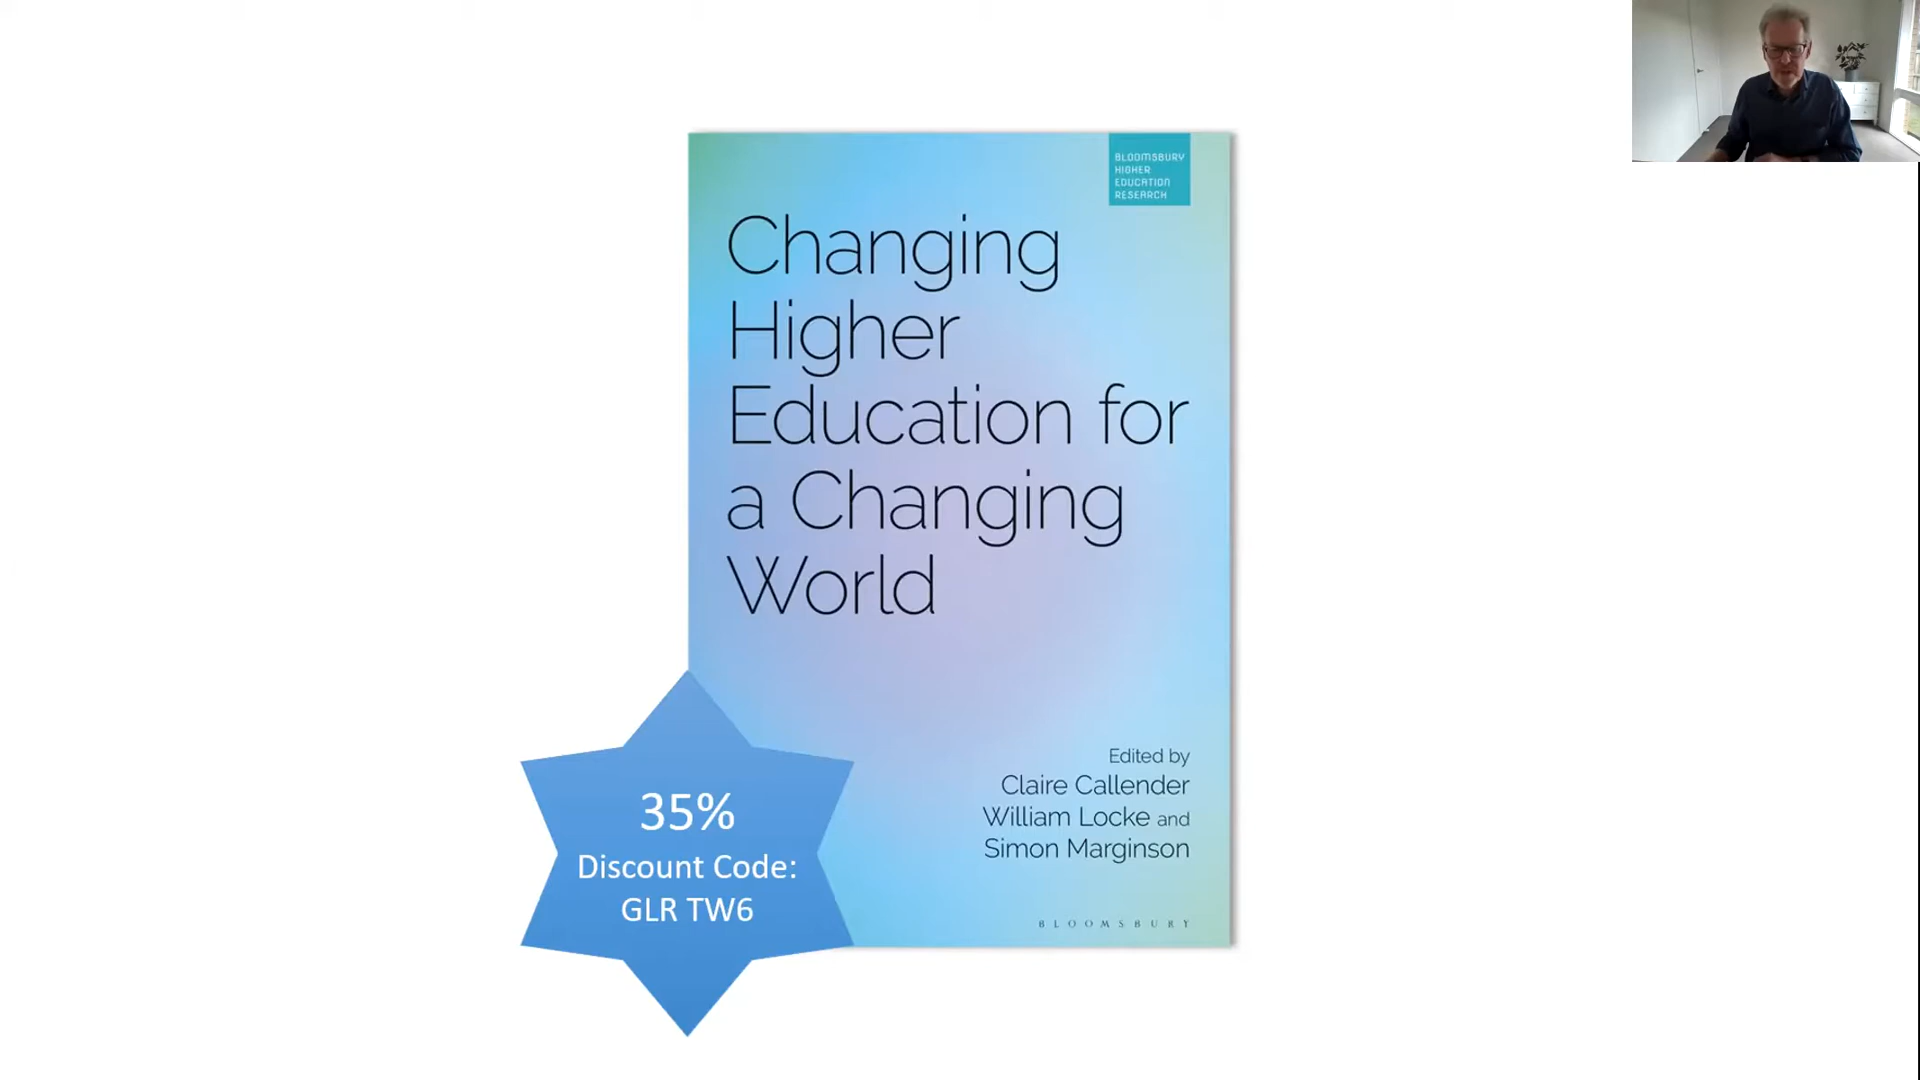 BLOOMSBURY
HIGHER
EDUCATION
RESEARCH
Changing
Higher
Education for
a Changing
World
Edited by
Claire Callender
William Locke and
Simon Marginson
BLOOMSBURY
35%
Discount Code:
GLR TW6